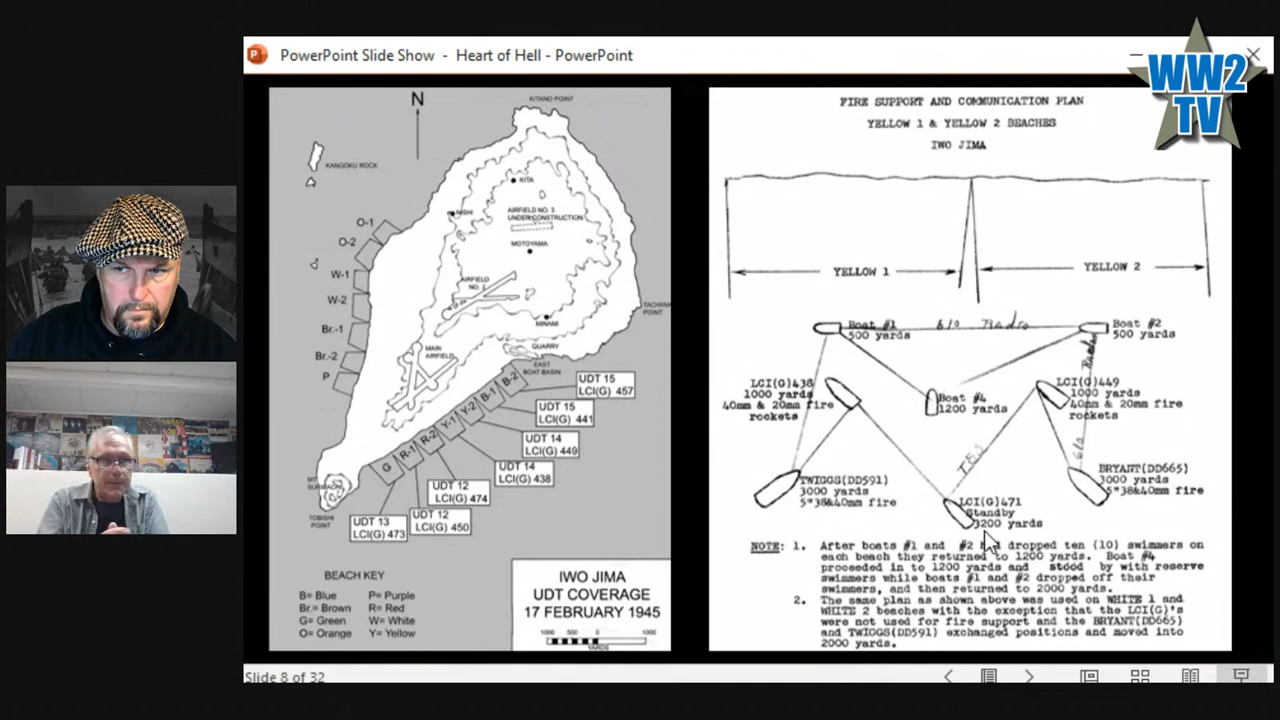 PowerPoint Slide Show - Heart of Hell - PowerPoint
WW2
TV
N
KITANO POINT
KANGOKU ROCK
KITA
NISHI
AIRFIELD NO. 3
UNDER CONSTRUCTION
MOTOYAMA
O-1
O-2
W-1
W-2
Br.-1
Br.-2
P
AIRFIELD
NO. 2
TACHIWA
POINT
MINAMI
MAIN
AIRFIELD
QUARRY
EAST
BOAT BASIN
G
R-1
R-2
Y-1
Y-2
B-1
B-2
UDT 15
LCI(G) 457
UDT 15
LCI(G) 441
UDT 14
LCI(G) 449
UDT 14
LCI(G) 438
UDT 12
LCI(G) 474
UDT 12
LCI(G) 450
UDT 13
LCI(G) 473
TOBIISHI
POINT
BEACH KEY
B= Blue P= Purple
Br.= Brown R= Red
G= Green W= White
O= Orange Y= Yellow
IWO JIMA
UDT COVERAGE
17 FEBRUARY 1945
1000 500 0 1000
YARDS
FIRE SUPPORT AND COMMUNICATION PLAN
YELLOW 1 & YELLOW 2 BEACHES
IWO JIMA
YELLOW 1
YELLOW 2
Boat #1
500 yards
610 Radio
Boat #2
500 yards
Radio
LCI(G)438
1000 yards
40mm & 20mm fire
rockets
Boat #4
1200 yards
LCI(G)449
1000 yards
40mm & 20mm fire
rockets
TBS
610
TWIGGS(DD591)
3000 yards
5"38&40mm fire
LCI(G)471
Standby
3200 yards
BRYANT(DD665)
3000 yards
5"38&40mm fire
NOTE: 1. After boats #1 and #2 had dropped ten (10) swimmers on
each beach they returned to 1200 yards. Boat #4
proceeded in to 1200 yards and stood by with reserve
swimmers while boats #1 and #2 dropped off their
swimmers, and then returned to 2000 yards.
2. The same plan as shown above was used on WHITE 1 and
WHITE 2 beaches with the exception that the LCI(G)'s
were not used for fire support and the BRYANT(DD665)
and TWIGGS(DD591) exchanged positions and moved into
2000 yards.
Slide 8 of 32